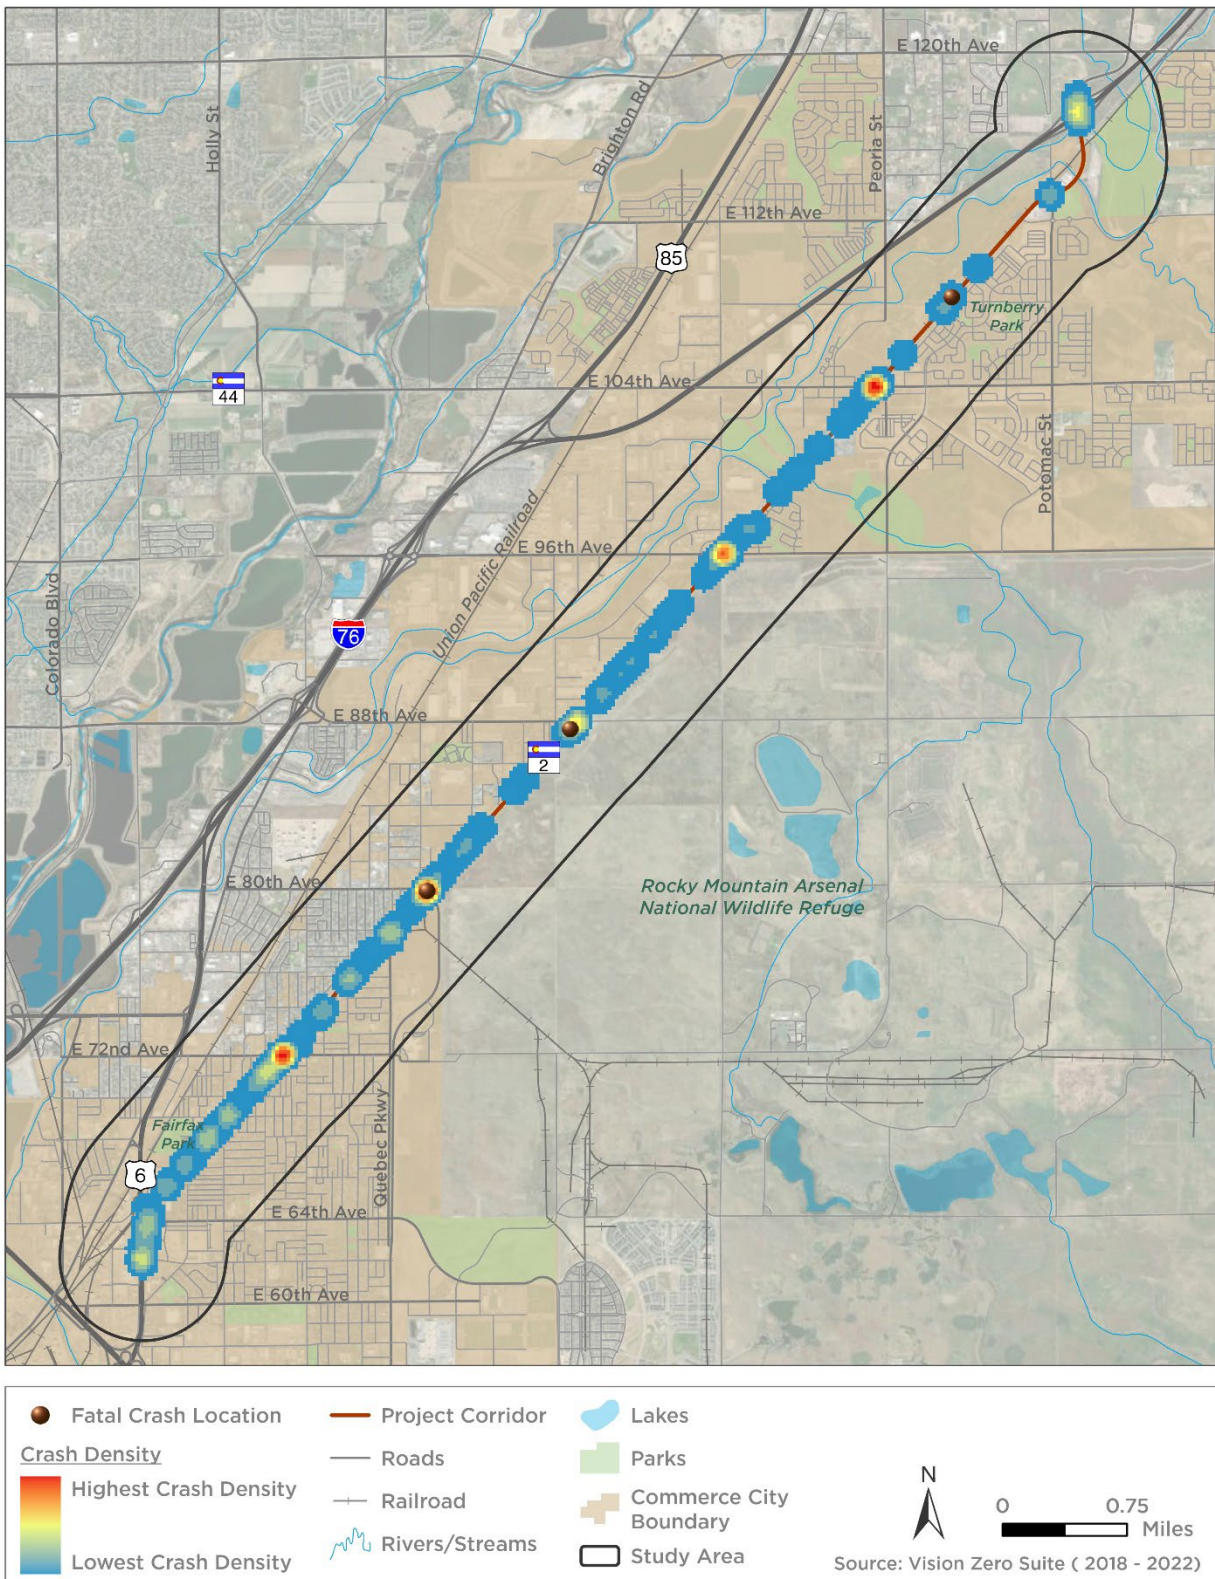 E 120th Ave
Holly St
Brighton Rd
Peoria St
E 112th Ave
85
Turnberry
Park
E 104th Ave
44
Potomac St
E 96th Ave
Union Pacific Railroad
Colorado Blvd
76
E 88th Ave
2
E 80th Ave
Rocky Mountain Arsenal
National Wildlife Refuge
E 72nd Ave
Quebec Pkwy
Fairfax
Park
6
E 64th Ave
E 60th Ave
Fatal Crash Location
Crash Density
Highest Crash Density
Lowest Crash Density
Project Corridor
Roads
Railroad
Rivers/Streams
Lakes
Parks
Commerce City
Boundary
Study Area
N
0 0.75
Miles
Source: Vision Zero Suite ( 2018 - 2022)